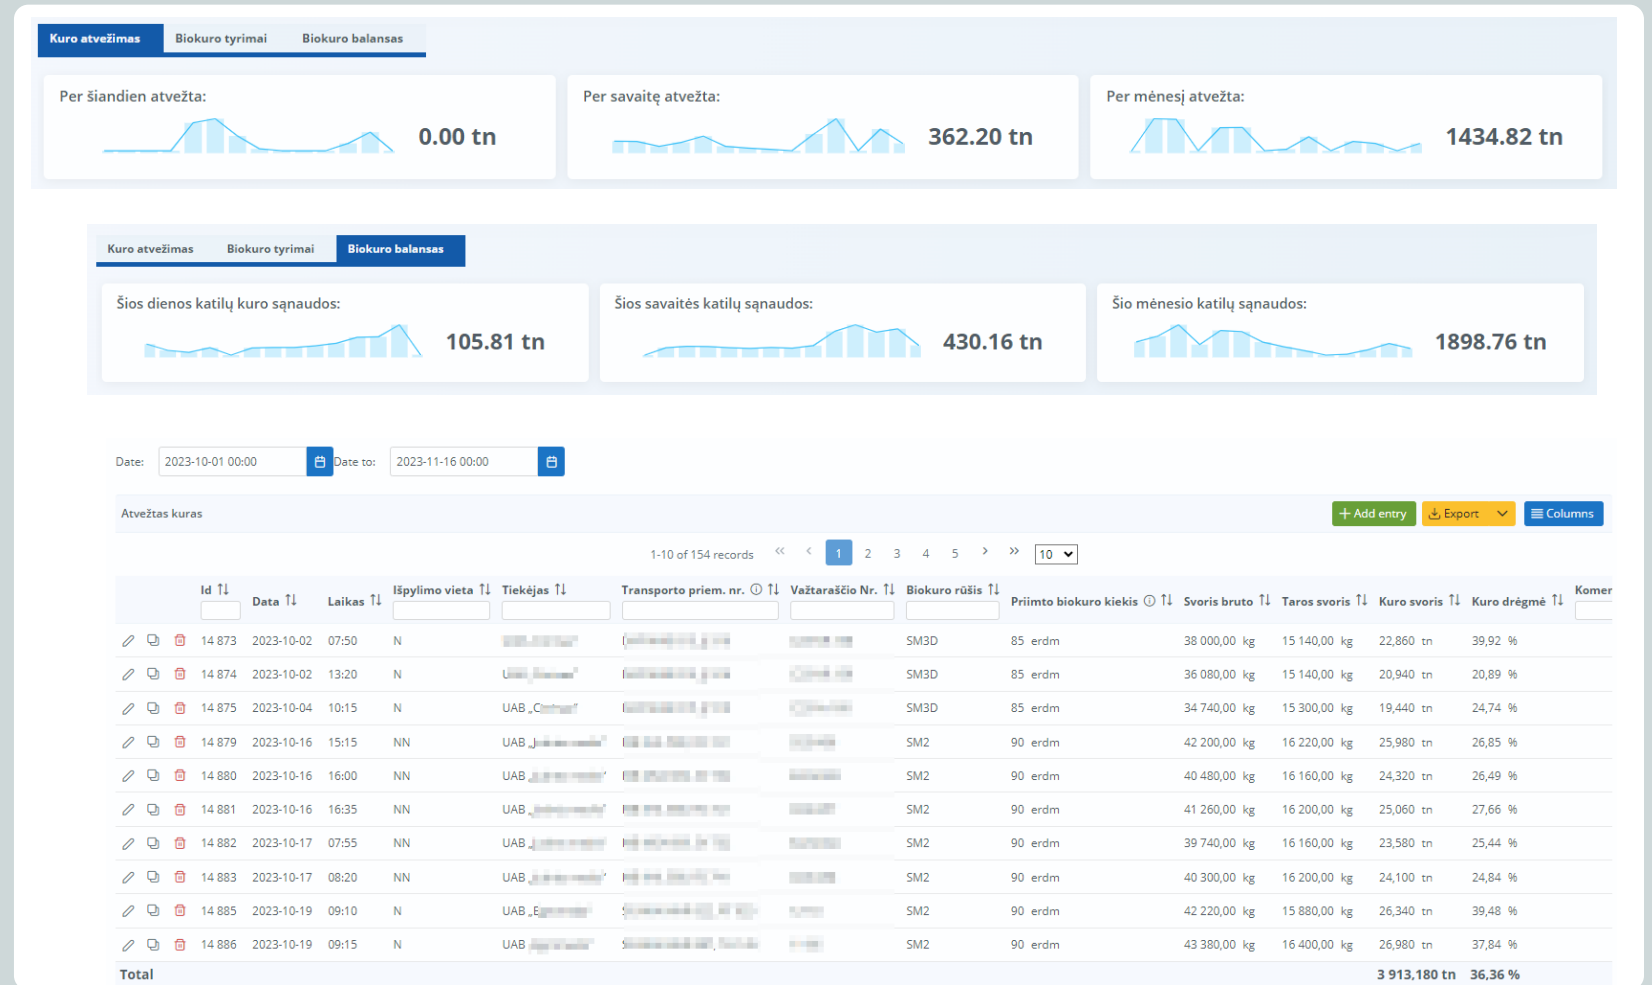 Kuro atvežimas Biokuro tyrimai Biokuro balansas
Per šiandien atvežta: Per savaitę atvežta: Per mėnesį atvežta:
0.00 tn 362.20 tn 1434.82 tn
Kuro atvežimas Biokuro tyrimai Biokuro balansas
Šios dienos katilų kuro sąnaudos: Šios savaitės katilų sąnaudos: Šio mėnesio katilų sąnaudos:
105.81 tn 430.16 tn 1898.76 tn
Date: 2023-10-01 00:00 Date to: 2023-11-16 00:00
Atvežtas kuras + Add entry Export Columns
1-10 of 154 records « ‹ 1 2 3 4 5 › » 10
Id Data Laikas Išpylimo vieta Tiekėjas Transporto priem. nr. Važtaraščio Nr. Biokuro rūšis Priimto biokuro kiekis Svoris bruto Taros svoris Kuro svoris Kuro drėgmė Komer
14 873 2023-10-02 07:50 N SM3D 85 erdm 38 000,00 kg 15 140,00 kg 22,860 tn 39,92 %
14 874 2023-10-02 13:20 N SM3D 85 erdm 36 080,00 kg 15 140,00 kg 20,940 tn 20,89 %
14 875 2023-10-04 10:15 N UAB SM3D 85 erdm 34 740,00 kg 15 300,00 kg 19,440 tn 24,74 %
14 879 2023-10-16 15:15 NN UAB SM2 90 erdm 42 200,00 kg 16 220,00 kg 25,980 tn 26,85 %
14 880 2023-10-16 16:00 NN UAB SM2 90 erdm 40 480,00 kg 16 160,00 kg 24,320 tn 26,49 %
14 881 2023-10-16 16:35 NN UAB SM2 90 erdm 41 260,00 kg 16 200,00 kg 25,060 tn 27,66 %
14 882 2023-10-17 07:55 NN UAB SM2 90 erdm 39 740,00 kg 16 160,00 kg 23,580 tn 25,44 %
14 883 2023-10-17 08:20 NN UAB SM2 90 erdm 40 300,00 kg 16 200,00 kg 24,100 tn 24,84 %
14 885 2023-10-19 09:10 N UAB SM2 90 erdm 42 220,00 kg 15 880,00 kg 26,340 tn 39,48 %
14 886 2023-10-19 09:15 N UAB SM2 90 erdm 43 380,00 kg 16 400,00 kg 26,980 tn 37,84 %
Total 3 913,180 tn 36,36 %